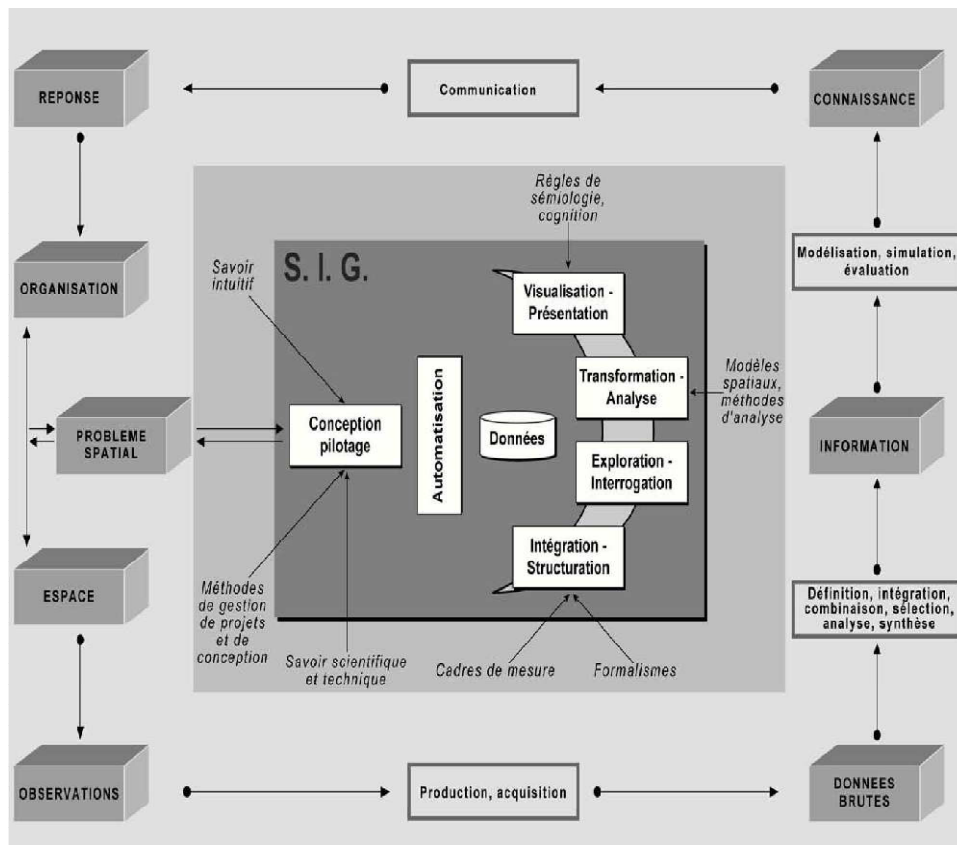 REPONSE
Communication
CONNAISSANCE
Règles de
sémiologie,
cognition
Modélisation, simulation,
évaluation
ORGANISATION
Savoir
intuitif
S. I. G.
Visualisation -
Présentation
Transformation -
Analyse
Modèles
spatiaux,
méthodes
d'analyse
PROBLEME
SPATIAL
Conception
pilotage
Automatisation
Données
Exploration -
Interrogation
INFORMATION
Intégration -
Structuration
ESPACE
Méthodes
de gestion
de projets
et de
conception
Savoir scientifique
et technique
Cadres de mesure
Formalismes
Définition, intégration,
combinaison, sélection,
analyse, synthèse
OBSERVATIONS
Production, acquisition
DONNEES
BRUTES